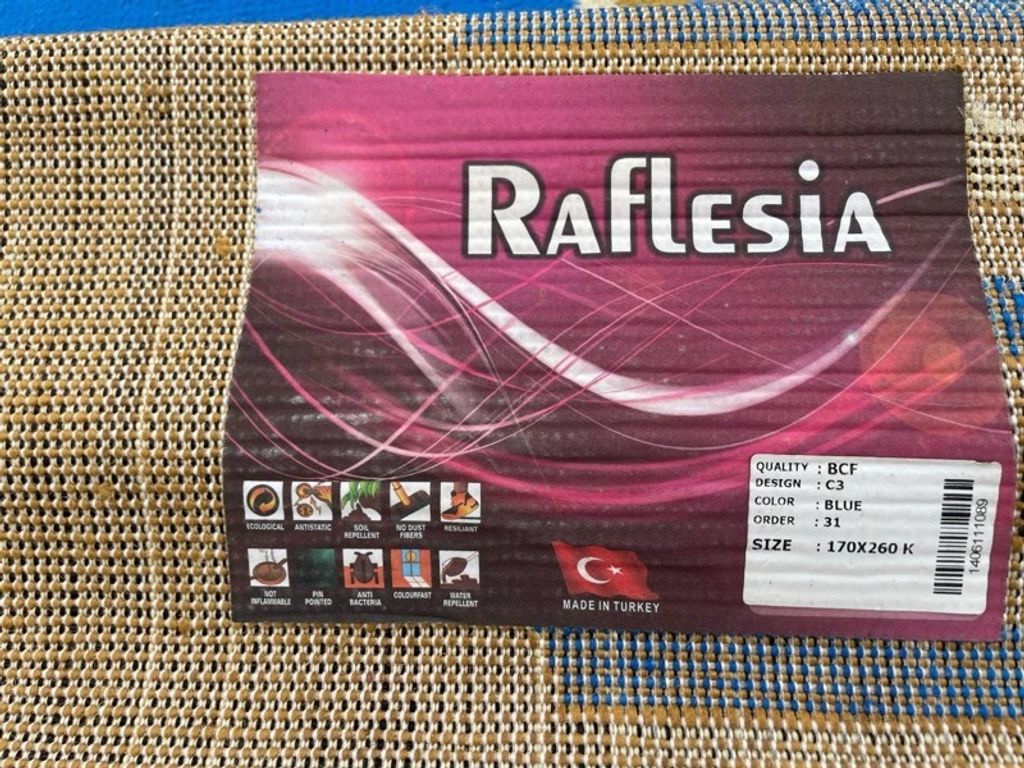 Raflesia
ECOLOGICAL
ANTISTATIC
SOIL REPELLENT
NO DUST FIBERS
RESILIANT
NOT INFLAMMABLE
PIN POINTED
ANTI BACTERIA
COLOURFAST
WATER REPELLENT
MADE IN TURKEY
QUALITY : BCF
DESIGN : C3
COLOR : BLUE
ORDER : 31
SIZE : 170X260 K
1406111089